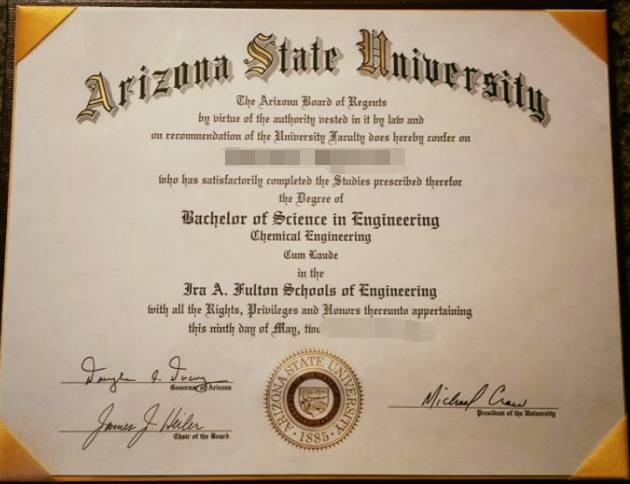 Arizona State University
The Arizona Board of Regents
by virtue of the authority vested in it by law and
on recommendation of the University Faculty does hereby confer on
who has satisfactorily completed the Studies prescribed therefor
the Degree of
Bachelor of Science in Engineering
Chemical Engineering
Cum Laude
in the
Ira A. Fulton Schools of Engineering
with all the Rights, Privileges and Honors thereunto appertaining
this ninth day of May,
Governor of Arizona
James J Heiler
Chair of the Board
ARIZONA STATE UNIVERSITY
1885
Michael Crow
President of the University